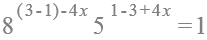 8^{(3-1)-4x} 5^{1-3+4x} = 1